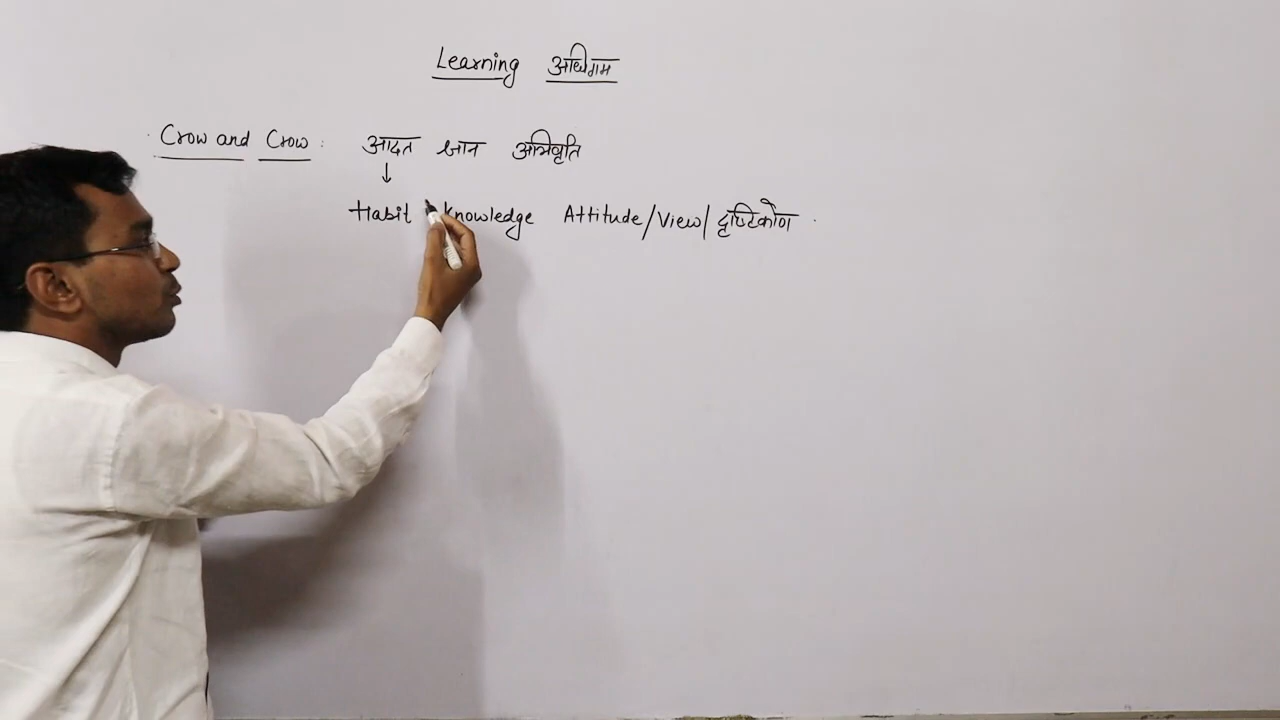 Learning अधिगम
Crow and Crow : आदत ज्ञान अभिवृति
↓
Habit Knowledge Attitude/View/दृष्टिकोण